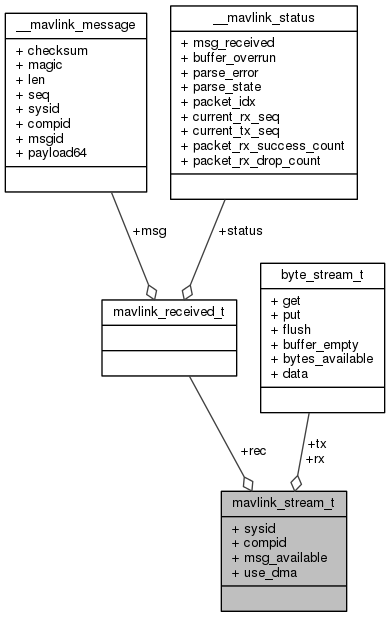 __mavlink_message
+ checksum
+ magic
+ len
+ seq
+ sysid
+ compid
+ msgid
+ payload64
__mavlink_status
+ msg_received
+ buffer_overrun
+ parse_error
+ parse_state
+ packet_idx
+ current_rx_seq
+ current_tx_seq
+ packet_rx_success_count
+ packet_rx_drop_count
+msg
+status
mavlink_received_t
byte_stream_t
+ get
+ put
+ flush
+ buffer_empty
+ bytes_available
+ data
+rec
+tx
+rx
mavlink_stream_t
+ sysid
+ compid
+ msg_available
+ use_dma